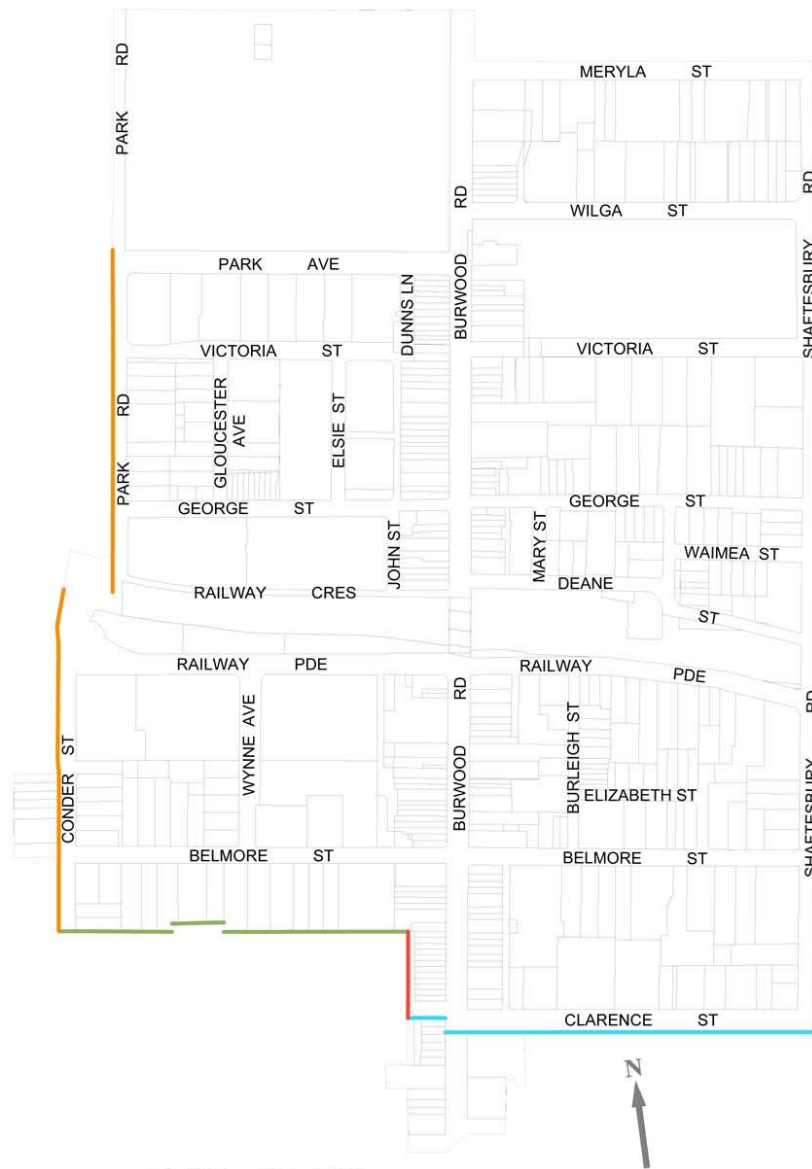 PARK RD
MERYLA ST
BURWOOD RD
SHAFTESBURY RD
WILGA ST
PARK AVE
DUNNS LN
VICTORIA ST
VICTORIA ST
PARK RD
GLOUCESTER
AVE
ELSIE ST
GEORGE ST
GEORGE ST
JOHN ST
MARY ST
WAIMEA ST
RAILWAY CRES
DEANE ST
RAILWAY PDE
RAILWAY PDE
CONDER ST
WYNNE AVE
BURWOOD RD
BURLEIGH ST
ELIZABETH ST
SHAFTESBURY RD
BELMORE ST
BELMORE ST
CLARENCE ST
N